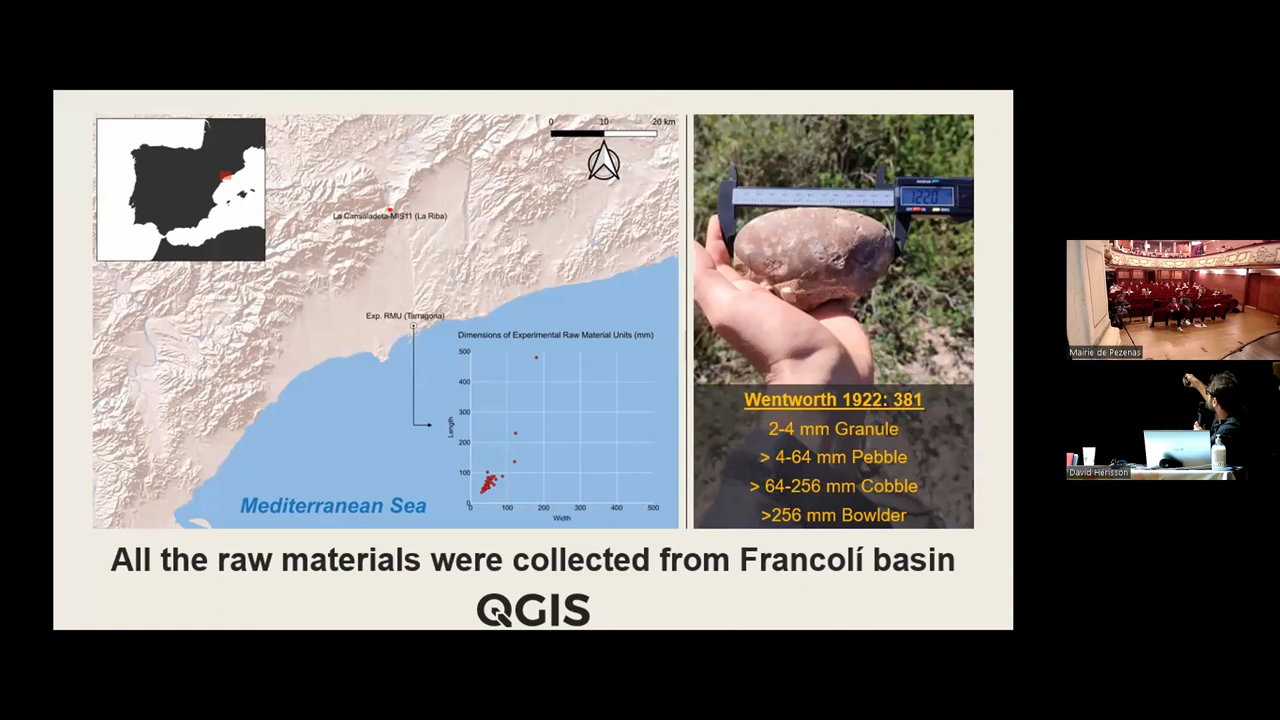 0 10 20 km
La Cansaladeta-MIS11 (La Riba)
Exp. RMU (Tarragona)
Dimensions of Experimental Raw Material Units (mm)
500
400
300
200
100
0
Length
0 100 200 300 400 500
Width
Mediterranean Sea
122.0
Wentworth 1922: 381
2-4 mm Granule
> 4-64 mm Pebble
> 64-256 mm Cobble
>256 mm Bowlder
All the raw materials were collected from Francolí basin
QGIS
Mairie de Pezenas
David Hérisson